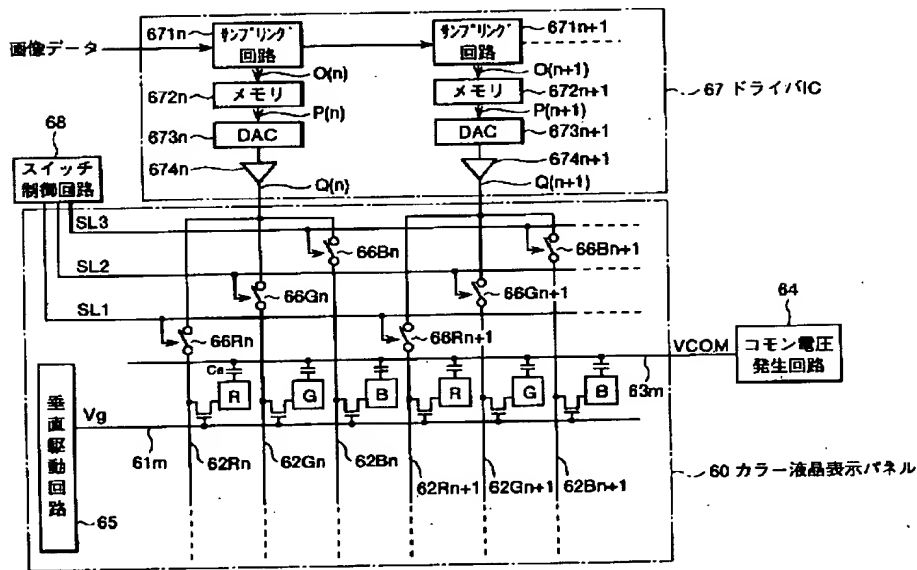 671n
サンプリング
回路
671n+1
サンプリング
回路
画像データ
O(n)
O(n+1)
672n
メモリ
672n+1
メモリ
67 ドライバIC
P(n)
P(n+1)
673n
DAC
673n+1
DAC
68
674n
674n+1
スイッチ
制御回路
Q(n)
Q(n+1)
SL3
66Bn
66Bn+1
SL2
66Gn
66Gn+1
SL1
66Rn
66Rn+1
64
VCOM
コモン電圧
発生回路
Cs
63m
R
G
B
R
G
B
垂直駆動回路
Vg
61m
62Rn
62Gn
62Bn
62Rn+1
62Gn+1
62Bn+1
60 カラー液晶表示パネル
65